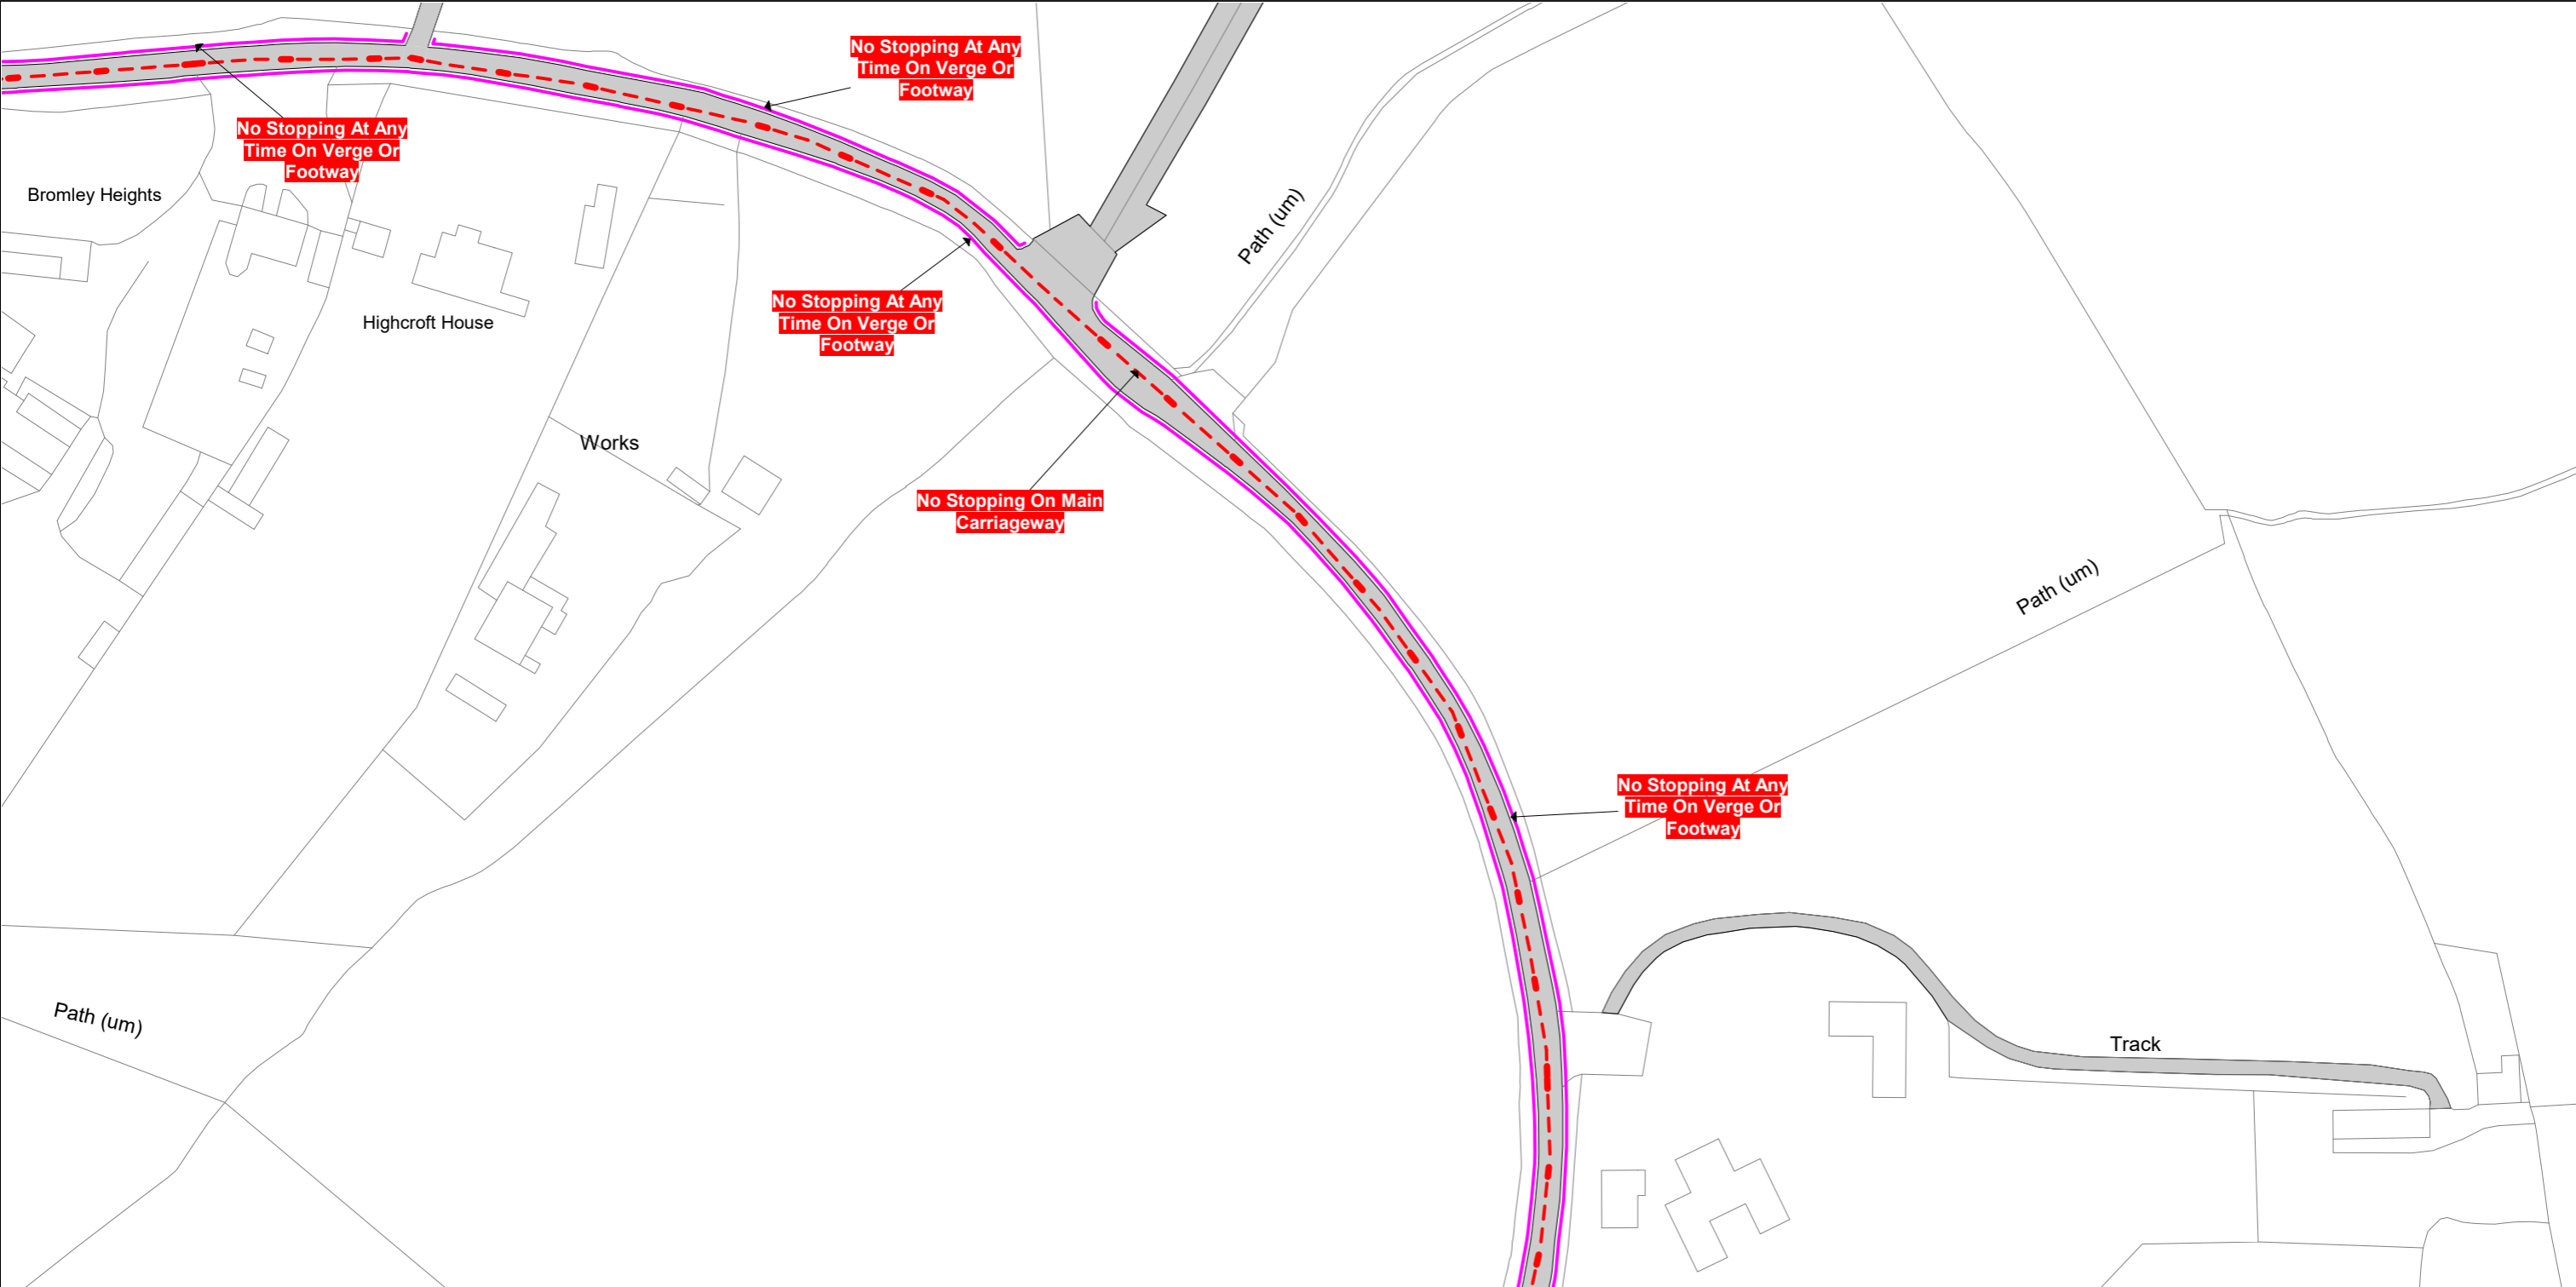 No Stopping At Any
Time On Verge Or
Footway
No Stopping At Any
Time On Verge Or
Footway
Bromley Heights
Path (um)
No Stopping At Any
Time On Verge Or
Footway
Highcroft House
Works
No Stopping On Main
Carriageway
Path (um)
No Stopping At Any
Time On Verge Or
Footway
Path (um)
Track